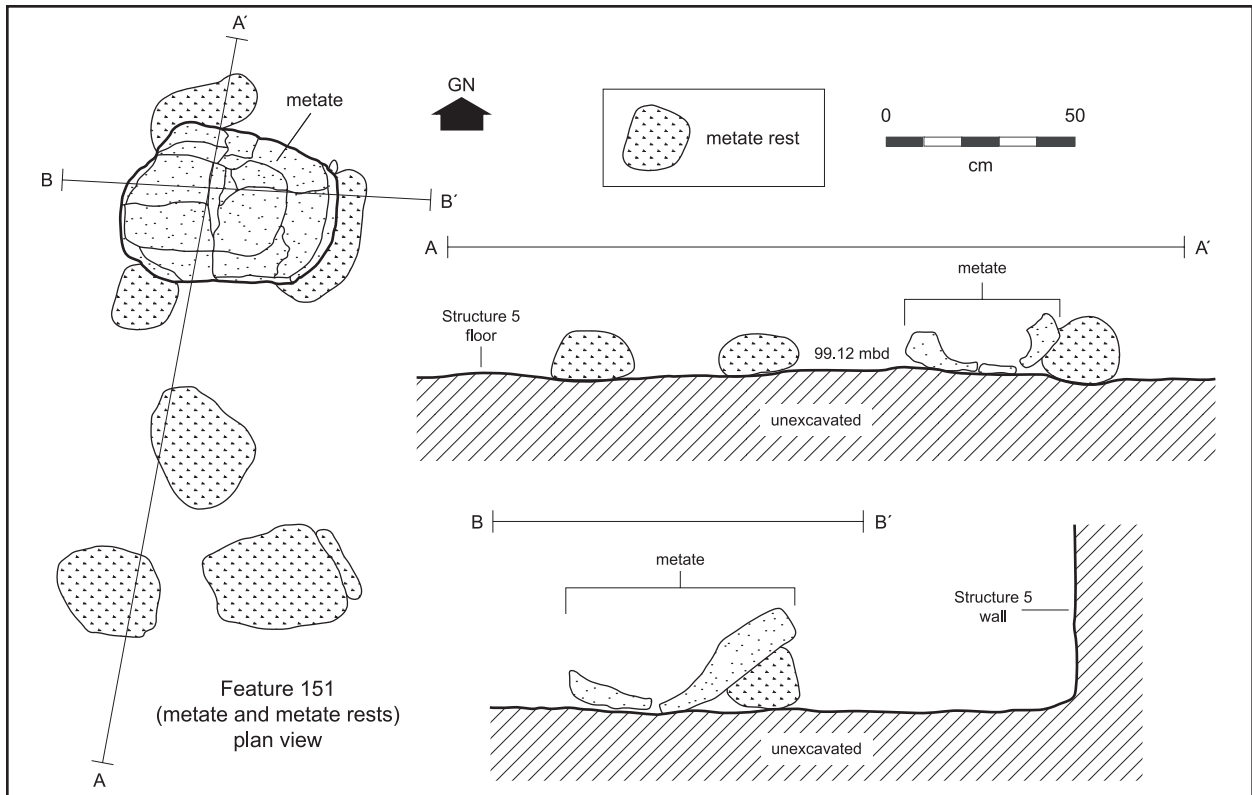 A´
metate
GN
metate rest
0 50
cm
B
B´
A A´
metate
Structure 5
floor
99.12 mbd
unexcavated
B B´
metate
Structure 5
wall
unexcavated
Feature 151
(metate and metate rests)
plan view
A